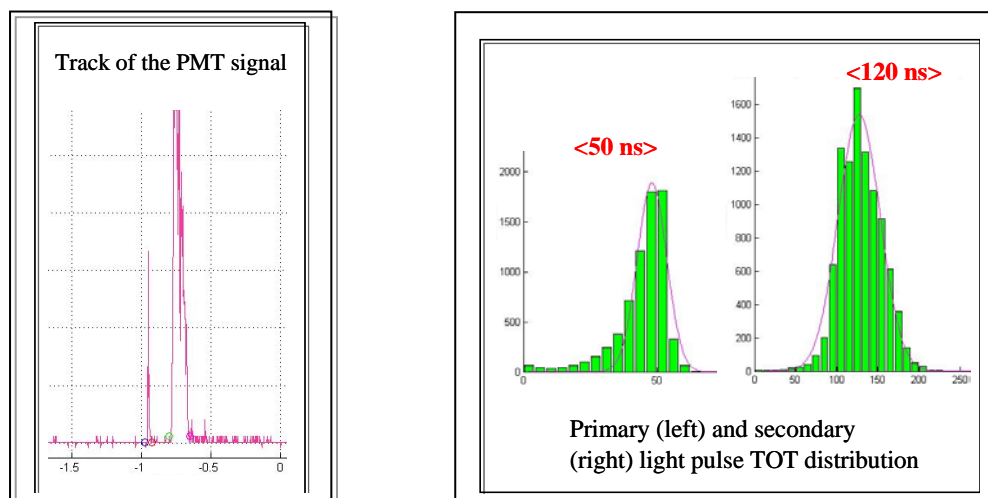 Track of the PMT signal
-1.5 -1 -0.5 0
<50 ns>
2000
1500
1000
500
0
0 50
<120 ns>
1600
1400
1200
1000
800
600
400
200
0
0 50 100 150 200 250
Primary (left) and secondary
(right) light pulse TOT distribution